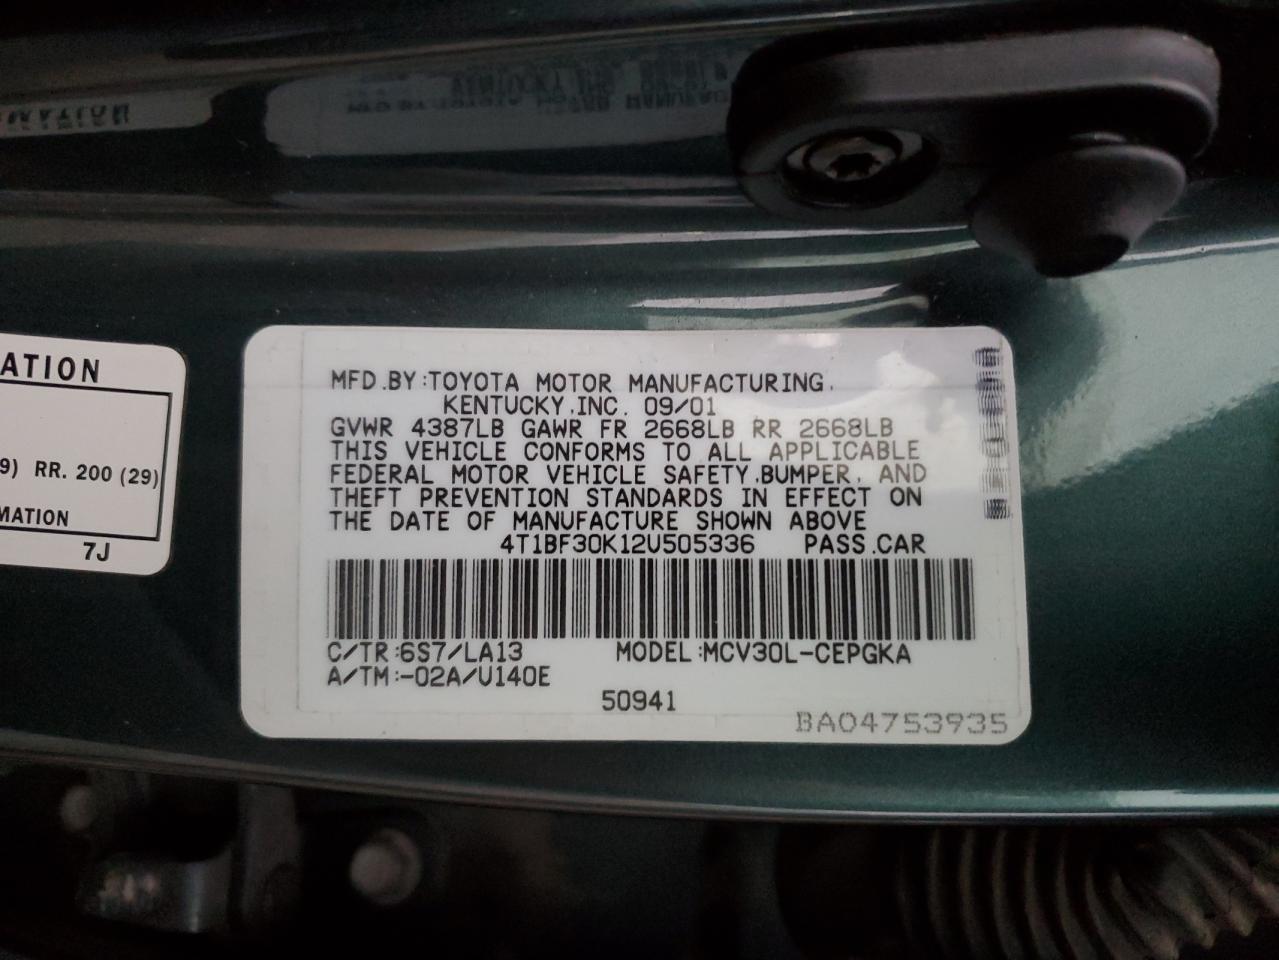 ATION
9) RR. 200 (29)
MATION
7J
MFD.BY:TOYOTA MOTOR MANUFACTURING,
KENTUCKY,INC. 09/01
GVWR 4387LB GAWR FR 2668LB RR 2668LB
THIS VEHICLE CONFORMS TO ALL APPLICABLE
FEDERAL MOTOR VEHICLE SAFETY,BUMPER, AND
THEFT PREVENTION STANDARDS IN EFFECT ON
THE DATE OF MANUFACTURE SHOWN ABOVE
4T1BF30K12U505336 PASS.CAR
C/TR:6S7/LA13 MODEL:MCV30L-CEPGKA
A/TM:-02A/U140E
50941
BA04753935